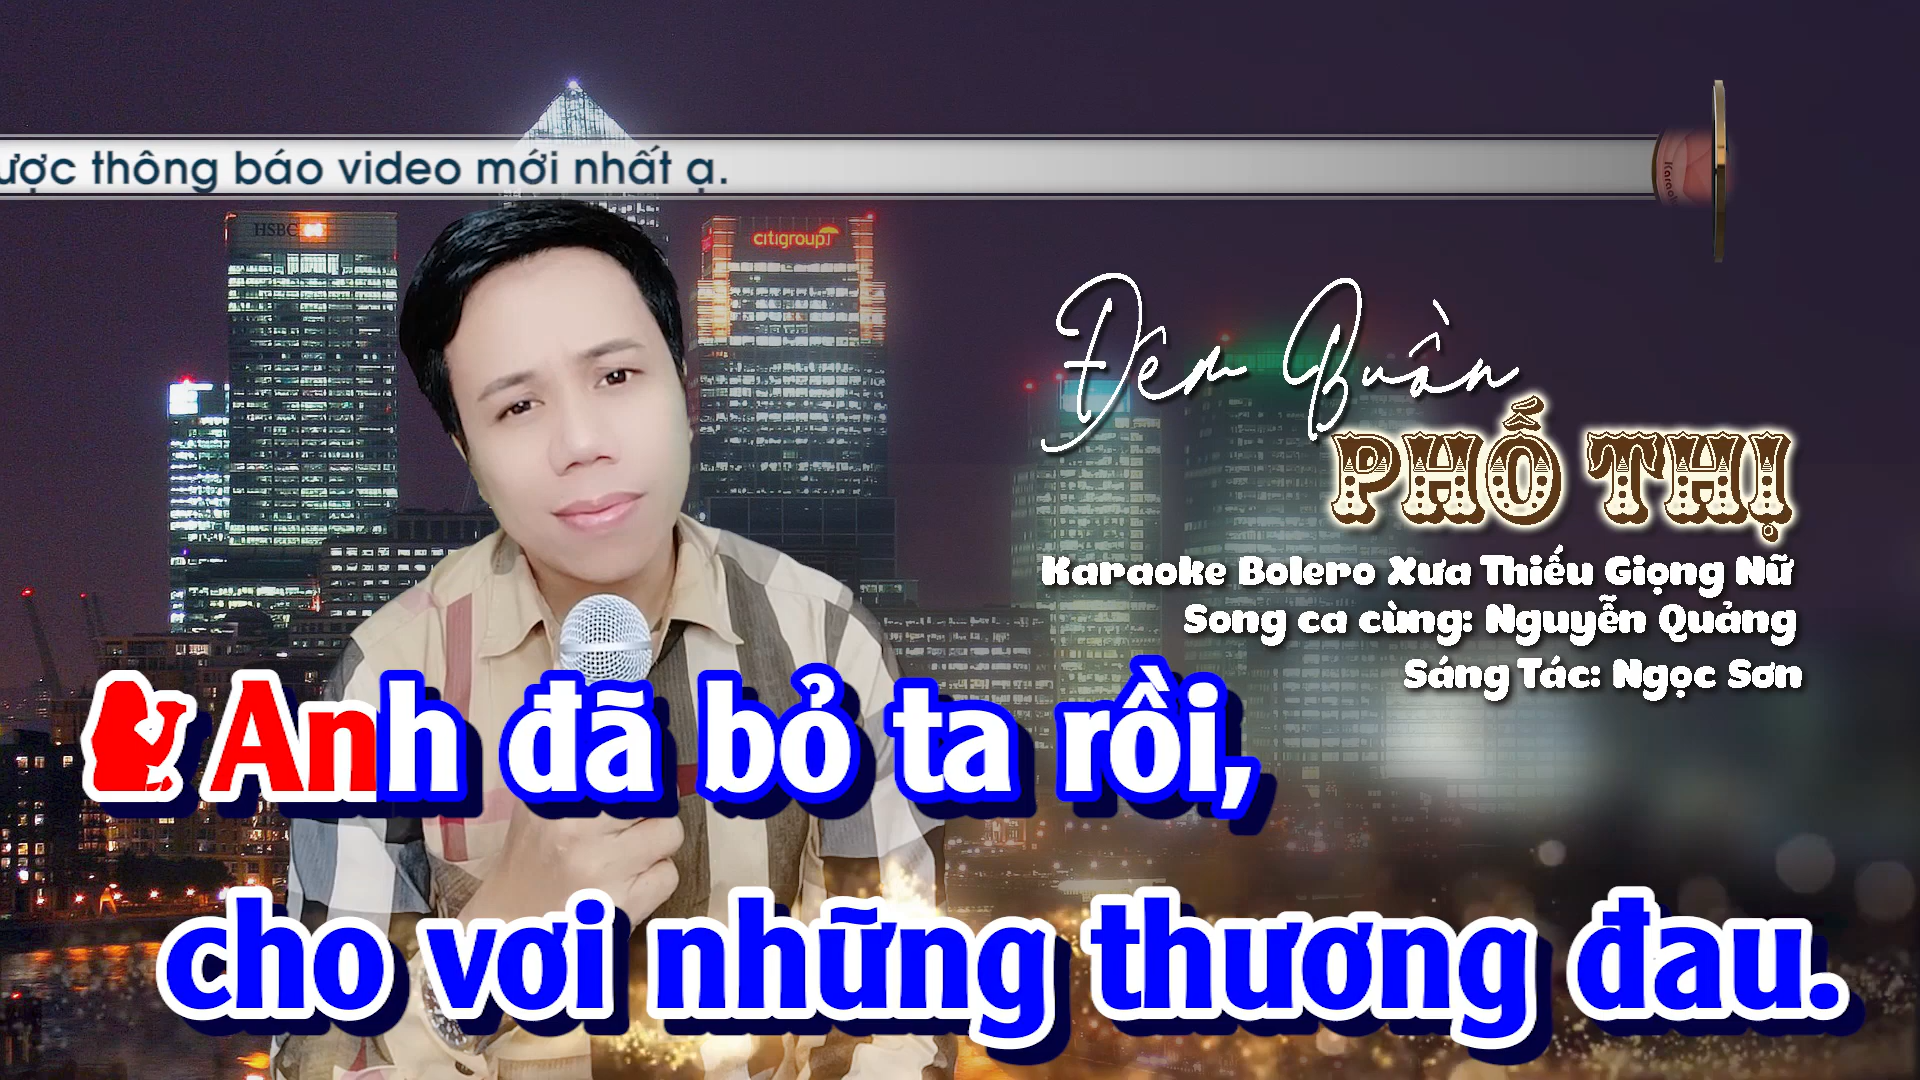 ược thông báo video mới nhất ạ.
HSBC
citigroup
Đêm Buồn
PHỐ THỊ
Karaoke Bolero Xưa Thiếu Giọng Nữ
Song ca cùng: Nguyễn Quảng
Sáng Tác: Ngọc Sơn
Anh đã bỏ ta rồi,
cho vơi những thương đau.